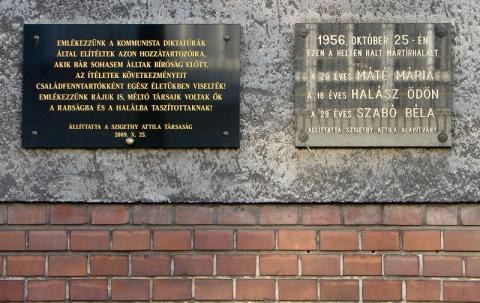 EMLÉKEZZÜNK A KOMMUNISTA DIKTATÚRÁK
ÁLTAL ELÍTÉLTEK AZON HOZZÁTARTOZÓIRA,
AKIK BÁR SOHASEM ÁLLTAK BÍRÓSÁG ELŐTT,
AZ ÍTÉLETEK KÖVETKEZMÉNYEIT
CSALÁDFENNTARTÓKÉNT EGÉSZ ÉLETÜKBEN VISELTÉK!
EMLÉKEZZÜNK RÁJUK IS, MÉLTÓ TÁRSAIK VOLTAK ŐK
A RABSÁGBA ÉS A HALÁLBA TASZÍTOTTAKNAK!
ÁLLÍTTATTA A SZIGETHY ATTILA TÁRSASÁG
2009. X. 25.
1956. OKTÓBER 25-ÉN
EZEN A HELYEN HALT MÁRTÍRHALÁLT
A 20 ÉVES MÁTÉ MÁRIA
A 18 ÉVES HALÁSZ ÖDÖN
A 29 ÉVES SZABÓ BÉLA
ÁLLÍTTATTA A SZIGETHY ATTILA ALAPÍTVÁNY